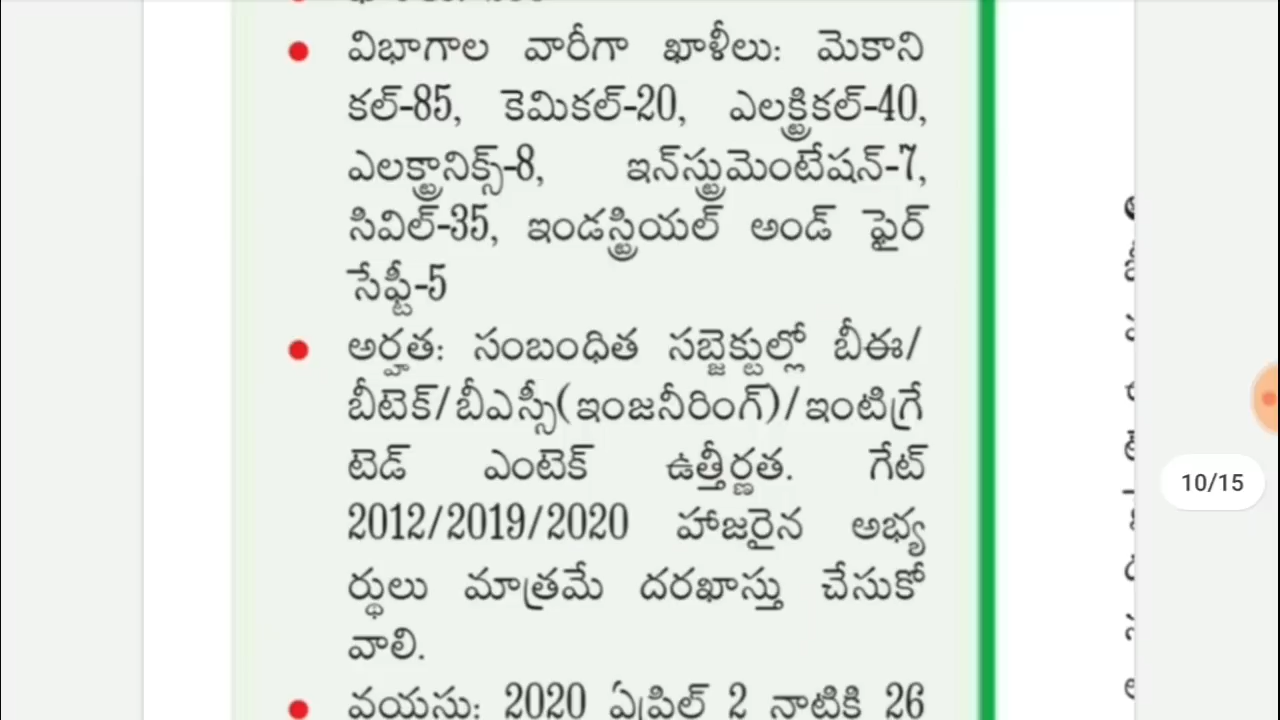 విభాగాల వారీగా ఖాళీలు: మెకాని
కల్-85, కెమికల్-20, ఎలక్ట్రికల్-40,
ఎలక్ట్రానిక్స్-8, ఇన్‌స్ట్రుమెంటేషన్-7,
సివిల్-35, ఇండస్ట్రియల్ అండ్ ఫైర్
సేఫ్టీ-5
అర్హత: సంబంధిత సబ్జెక్టుల్లో బీఈ/
బీటెక్/బీఎస్సీ(ఇంజనీరింగ్)/ఇంటిగ్రే
టెడ్ ఎంటెక్ ఉత్తీర్ణత. గేట్
2012/2019/2020 హాజరైన అభ్య
ర్థులు మాత్రమే దరఖాస్తు చేసుకో
వాలి.
వయసు: 2020 ఏప్రిల్ 2 నాటికి 26
10/15